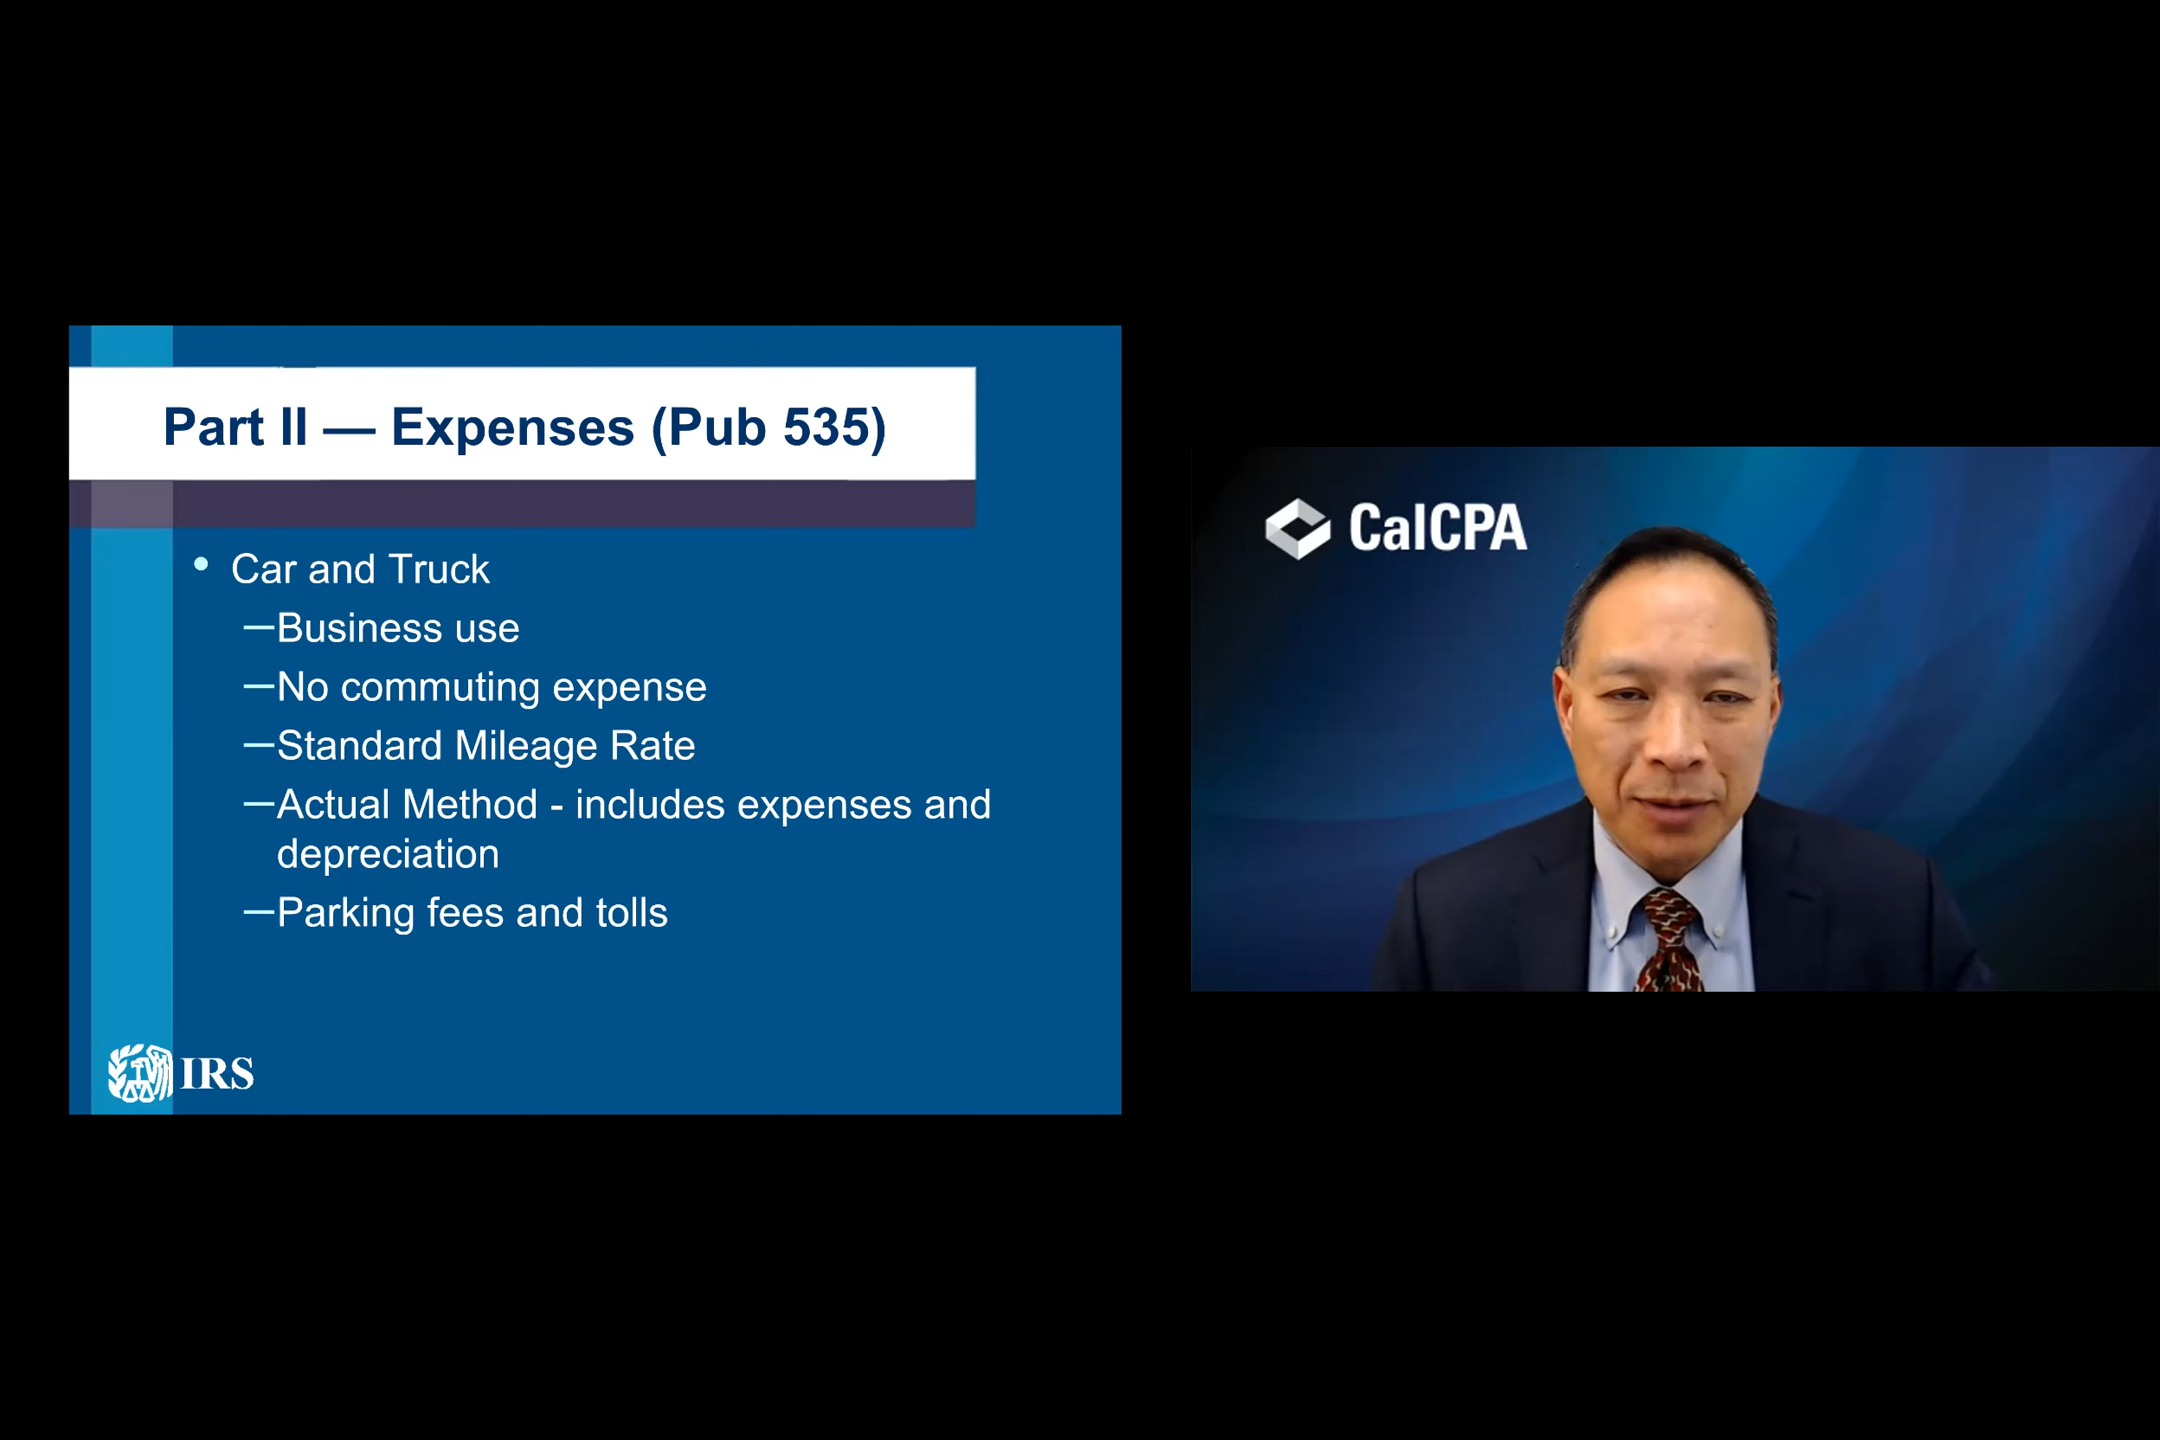 Part II — Expenses (Pub 535)
• Car and Truck
—Business use
—No commuting expense
—Standard Mileage Rate
—Actual Method - includes expenses and
depreciation
—Parking fees and tolls
IRS
CalCPA